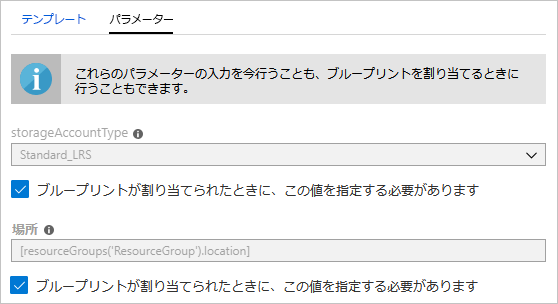 テンプレート パラメーター
これらのパラメーターの入力を今行うことも、ブループリントを割り当てるときに
行うこともできます。
storageAccountType
Standard_LRS
ブループリントが割り当てられたときに、この値を指定する必要があります
場所
[resourceGroups('ResourceGroup').location]
ブループリントが割り当てられたときに、この値を指定する必要があります